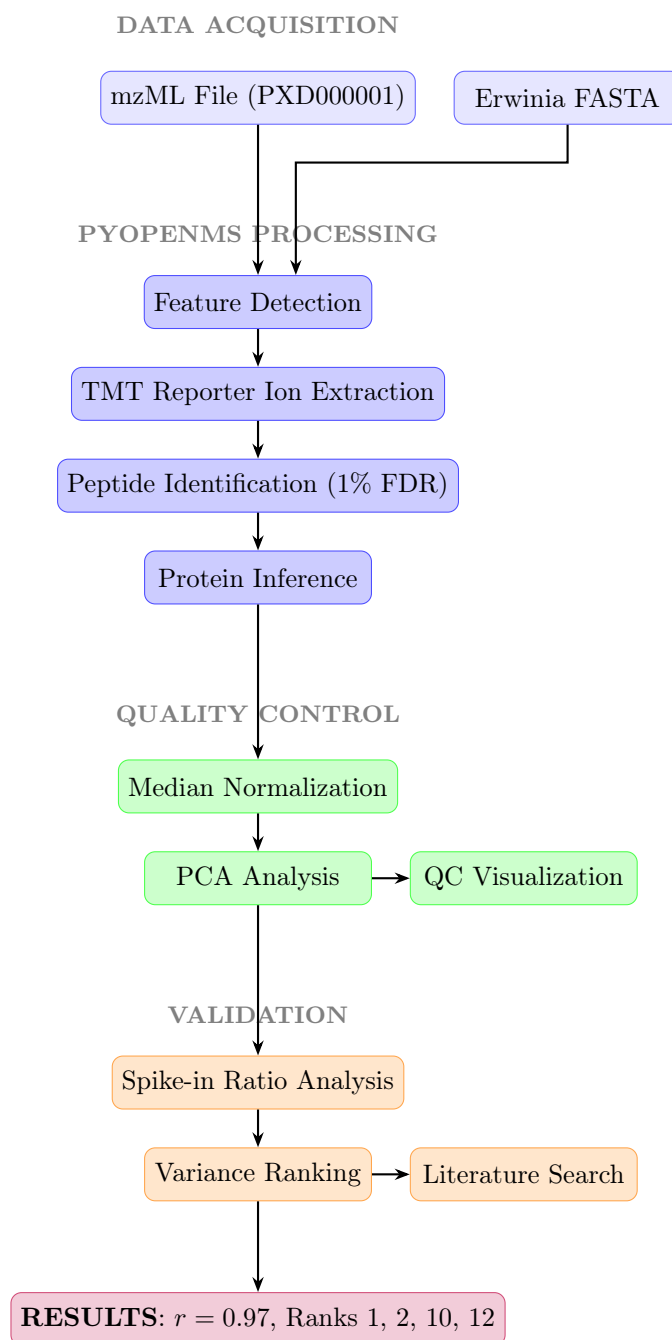 DATA ACQUISITION
mzML File (PXD000001)
Erwinia FASTA
PYOPENMS PROCESSING
Feature Detection
TMT Reporter Ion Extraction
Peptide Identification (1% FDR)
Protein Inference
QUALITY CONTROL
Median Normalization
PCA Analysis
QC Visualization
VALIDATION
Spike-in Ratio Analysis
Variance Ranking
Literature Search
RESULTS: r = 0.97, Ranks 1, 2, 10, 12